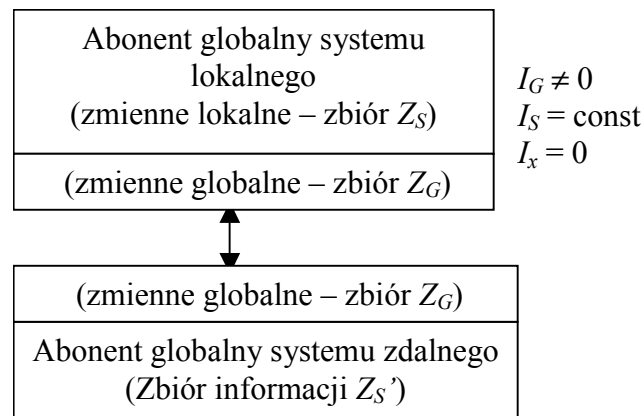 Abonent globalny systemu
lokalnego
(zmienne lokalne – zbiór Z_S)
(zmienne globalne – zbiór Z_G)
I_G ≠ 0
I_S = const
I_x = 0
(zmienne globalne – zbiór Z_G)
Abonent globalny systemu zdalnego
(Zbiór informacji Z_S’)